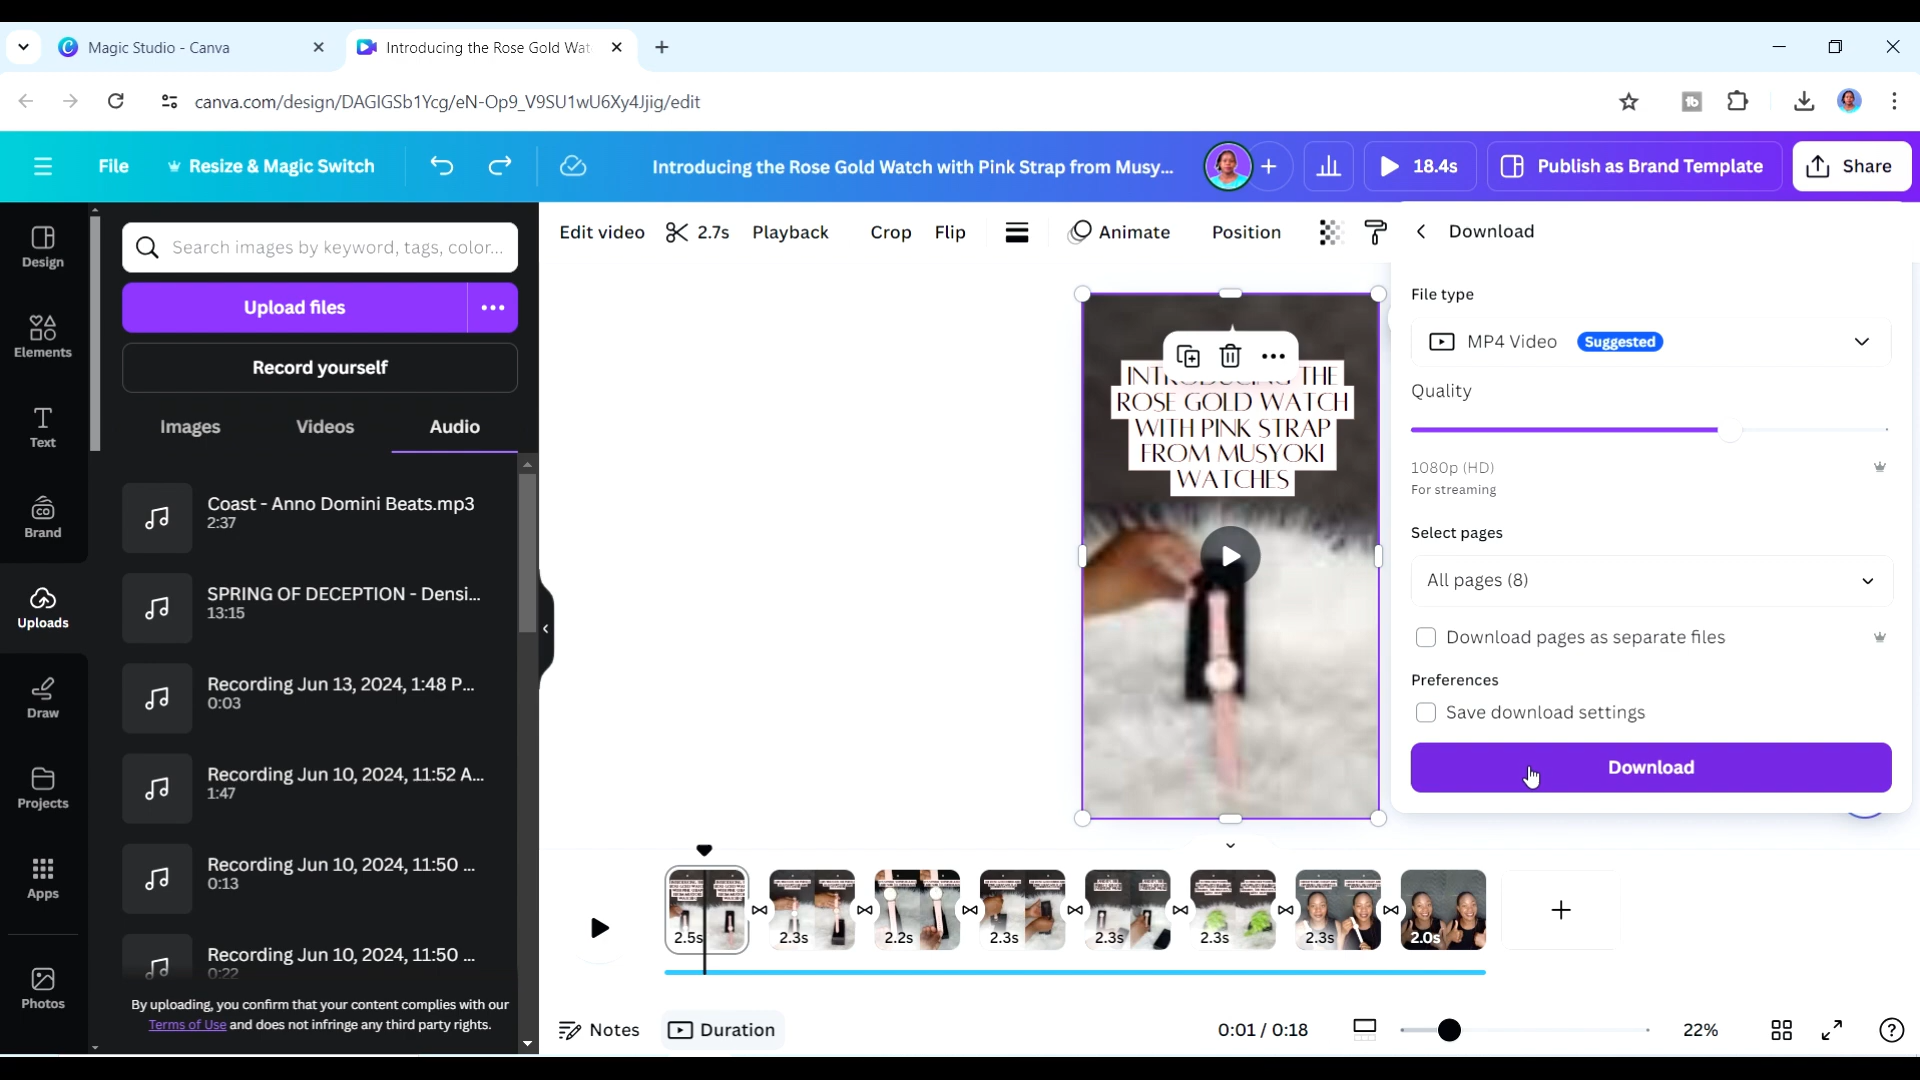 Magic Studio - Canva
Introducing the Rose Gold Wat
canva.com/design/DAGIGSb1Ycg/eN-Op9_V9SU1wU6Xy4Jjig/edit
File
Resize & Magic Switch
Introducing the Rose Gold Watch with Pink Strap from Musy...
18.4s
Publish as Brand Template
Share
Design
Elements
Text
Brand
Uploads
Draw
Projects
Apps
Photos
Search images by keyword, tags, color...
Upload files
Record yourself
Images
Videos
Audio
Coast - Anno Domini Beats.mp3
2:37
SPRING OF DECEPTION - Densi...
13:15
Recording Jun 13, 2024, 1:48 P...
0:03
Recording Jun 10, 2024, 11:52 A...
1:47
Recording Jun 10, 2024, 11:50 ...
0:13
Recording Jun 10, 2024, 11:50 ...
0:22
By uploading, you confirm that your content complies with our
Terms of Use and does not infringe any third party rights.
Edit video
2.7s
Playback
Crop
Flip
Animate
Position
INTRODUCING THE
ROSE GOLD WATCH
WITH PINK STRAP
FROM MUSYOKI
WATCHES
Download
File type
MP4 Video
Suggested
Quality
1080p (HD)
For streaming
Select pages
All pages (8)
Download pages as separate files
Preferences
Save download settings
Download
2.5s
2.3s
2.2s
2.3s
2.3s
2.3s
2.3s
2.0s
Notes
Duration
0:01 / 0:18
22%